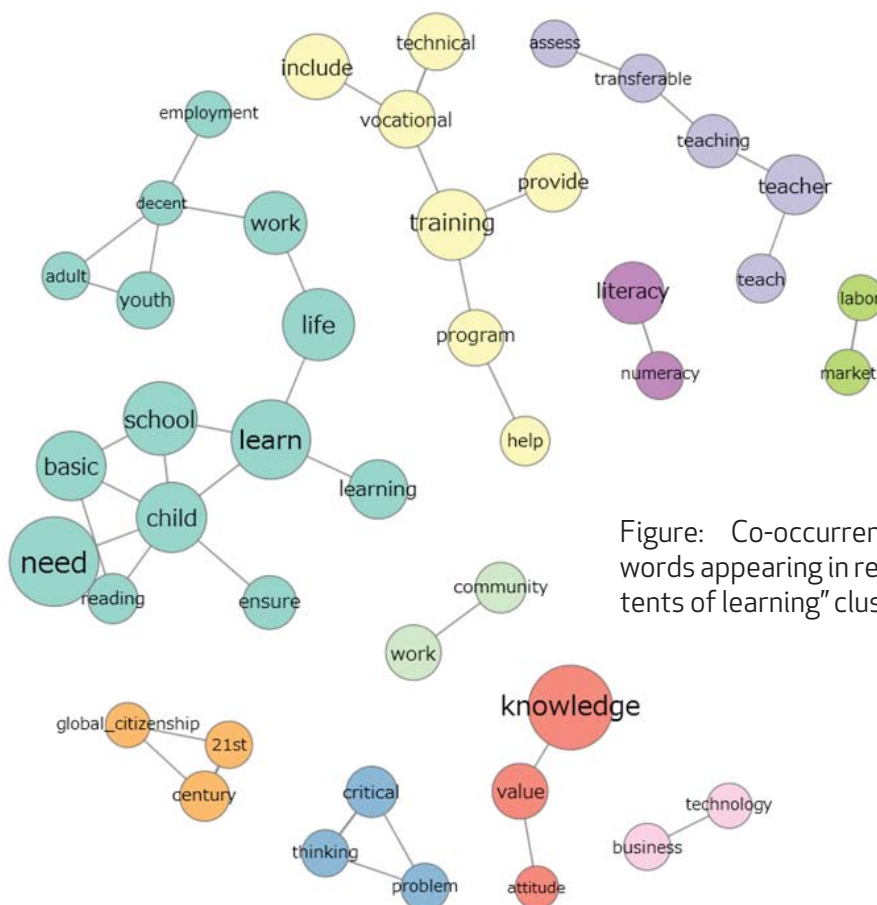 technical
include
assess
transferable
employment
vocational
teaching
provide
teacher
decent
work
training
adult
youth
teach
literacy
labor
life
program
numeracy
market
school
learn
help
basic
learning
child
need
reading
ensure
Figure: Co-occurren
words appearing in re
tents of learning" clus
community
work
knowledge
global_citizenship
21st
century
critical
value
technology
thinking
business
problem
attitude